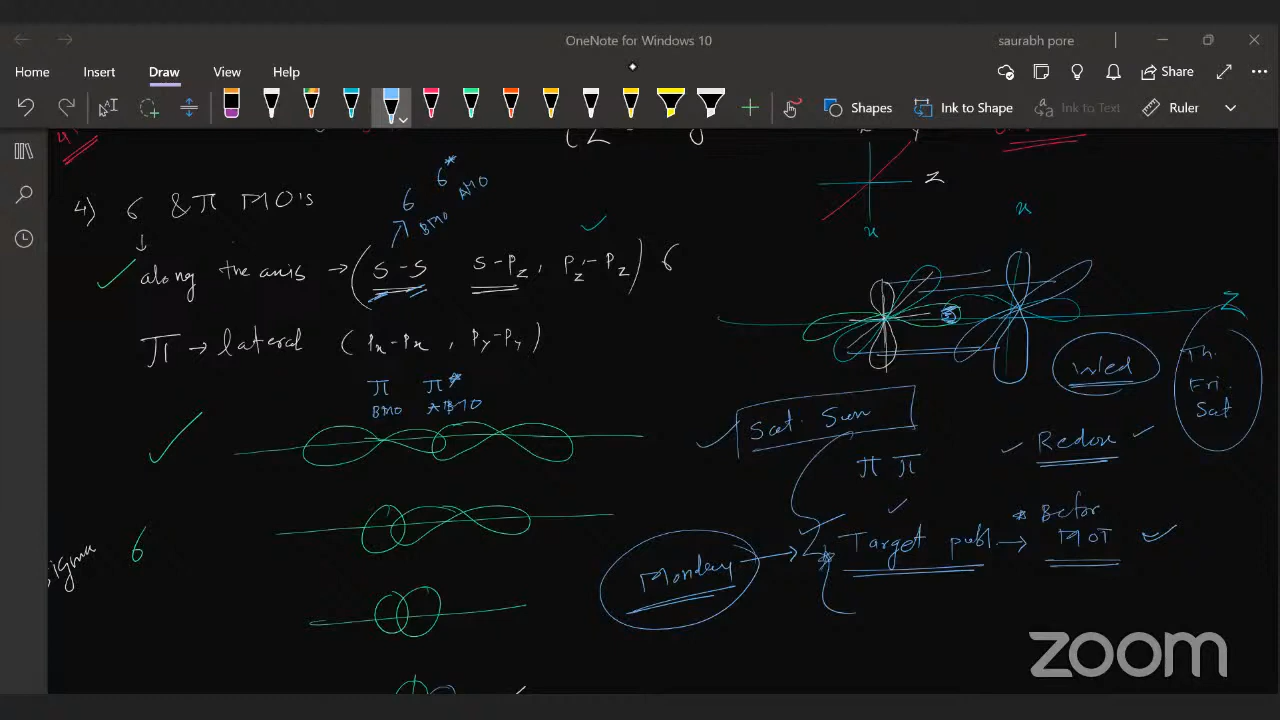 OneNote for Windows 10
saurabh pore
Home Insert Draw View Help
Share
Shapes
Ink to Shape
Ink to Text
Ruler
4) σ & π MO's
σ BMO
σ* AMO
along the axis → (s-s s-Pz, Pz-Pz) σ
π → lateral (Px-Px, Py-Py)
π π*
BMO ABMO
z
x
x
Z
Wed
Th.
Fri.
Sat
Sat. Sun
π π
Redox
* Befor
Target publ. → MOT
Monday
σ
zoom